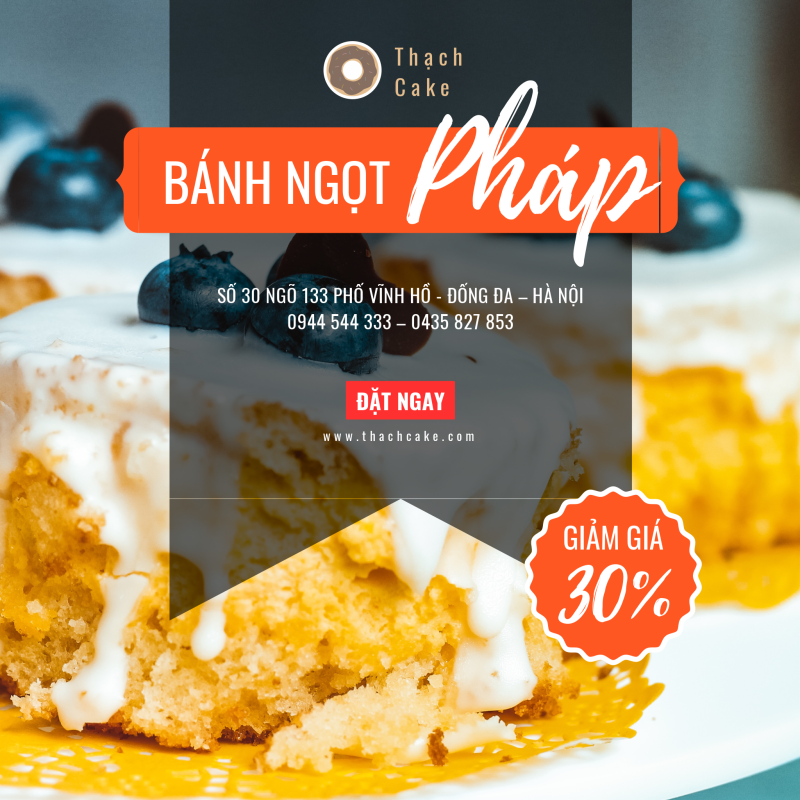 Thạch
Cake
BÁNH NGỌT Pháp
SỐ 30 NGÕ 133 PHỐ VĨNH HỒ - ĐỐNG ĐA – HÀ NỘI
0944 544 333 – 0435 827 853
ĐẶT NGAY
www.thachcake.com
GIẢM GIÁ
30%